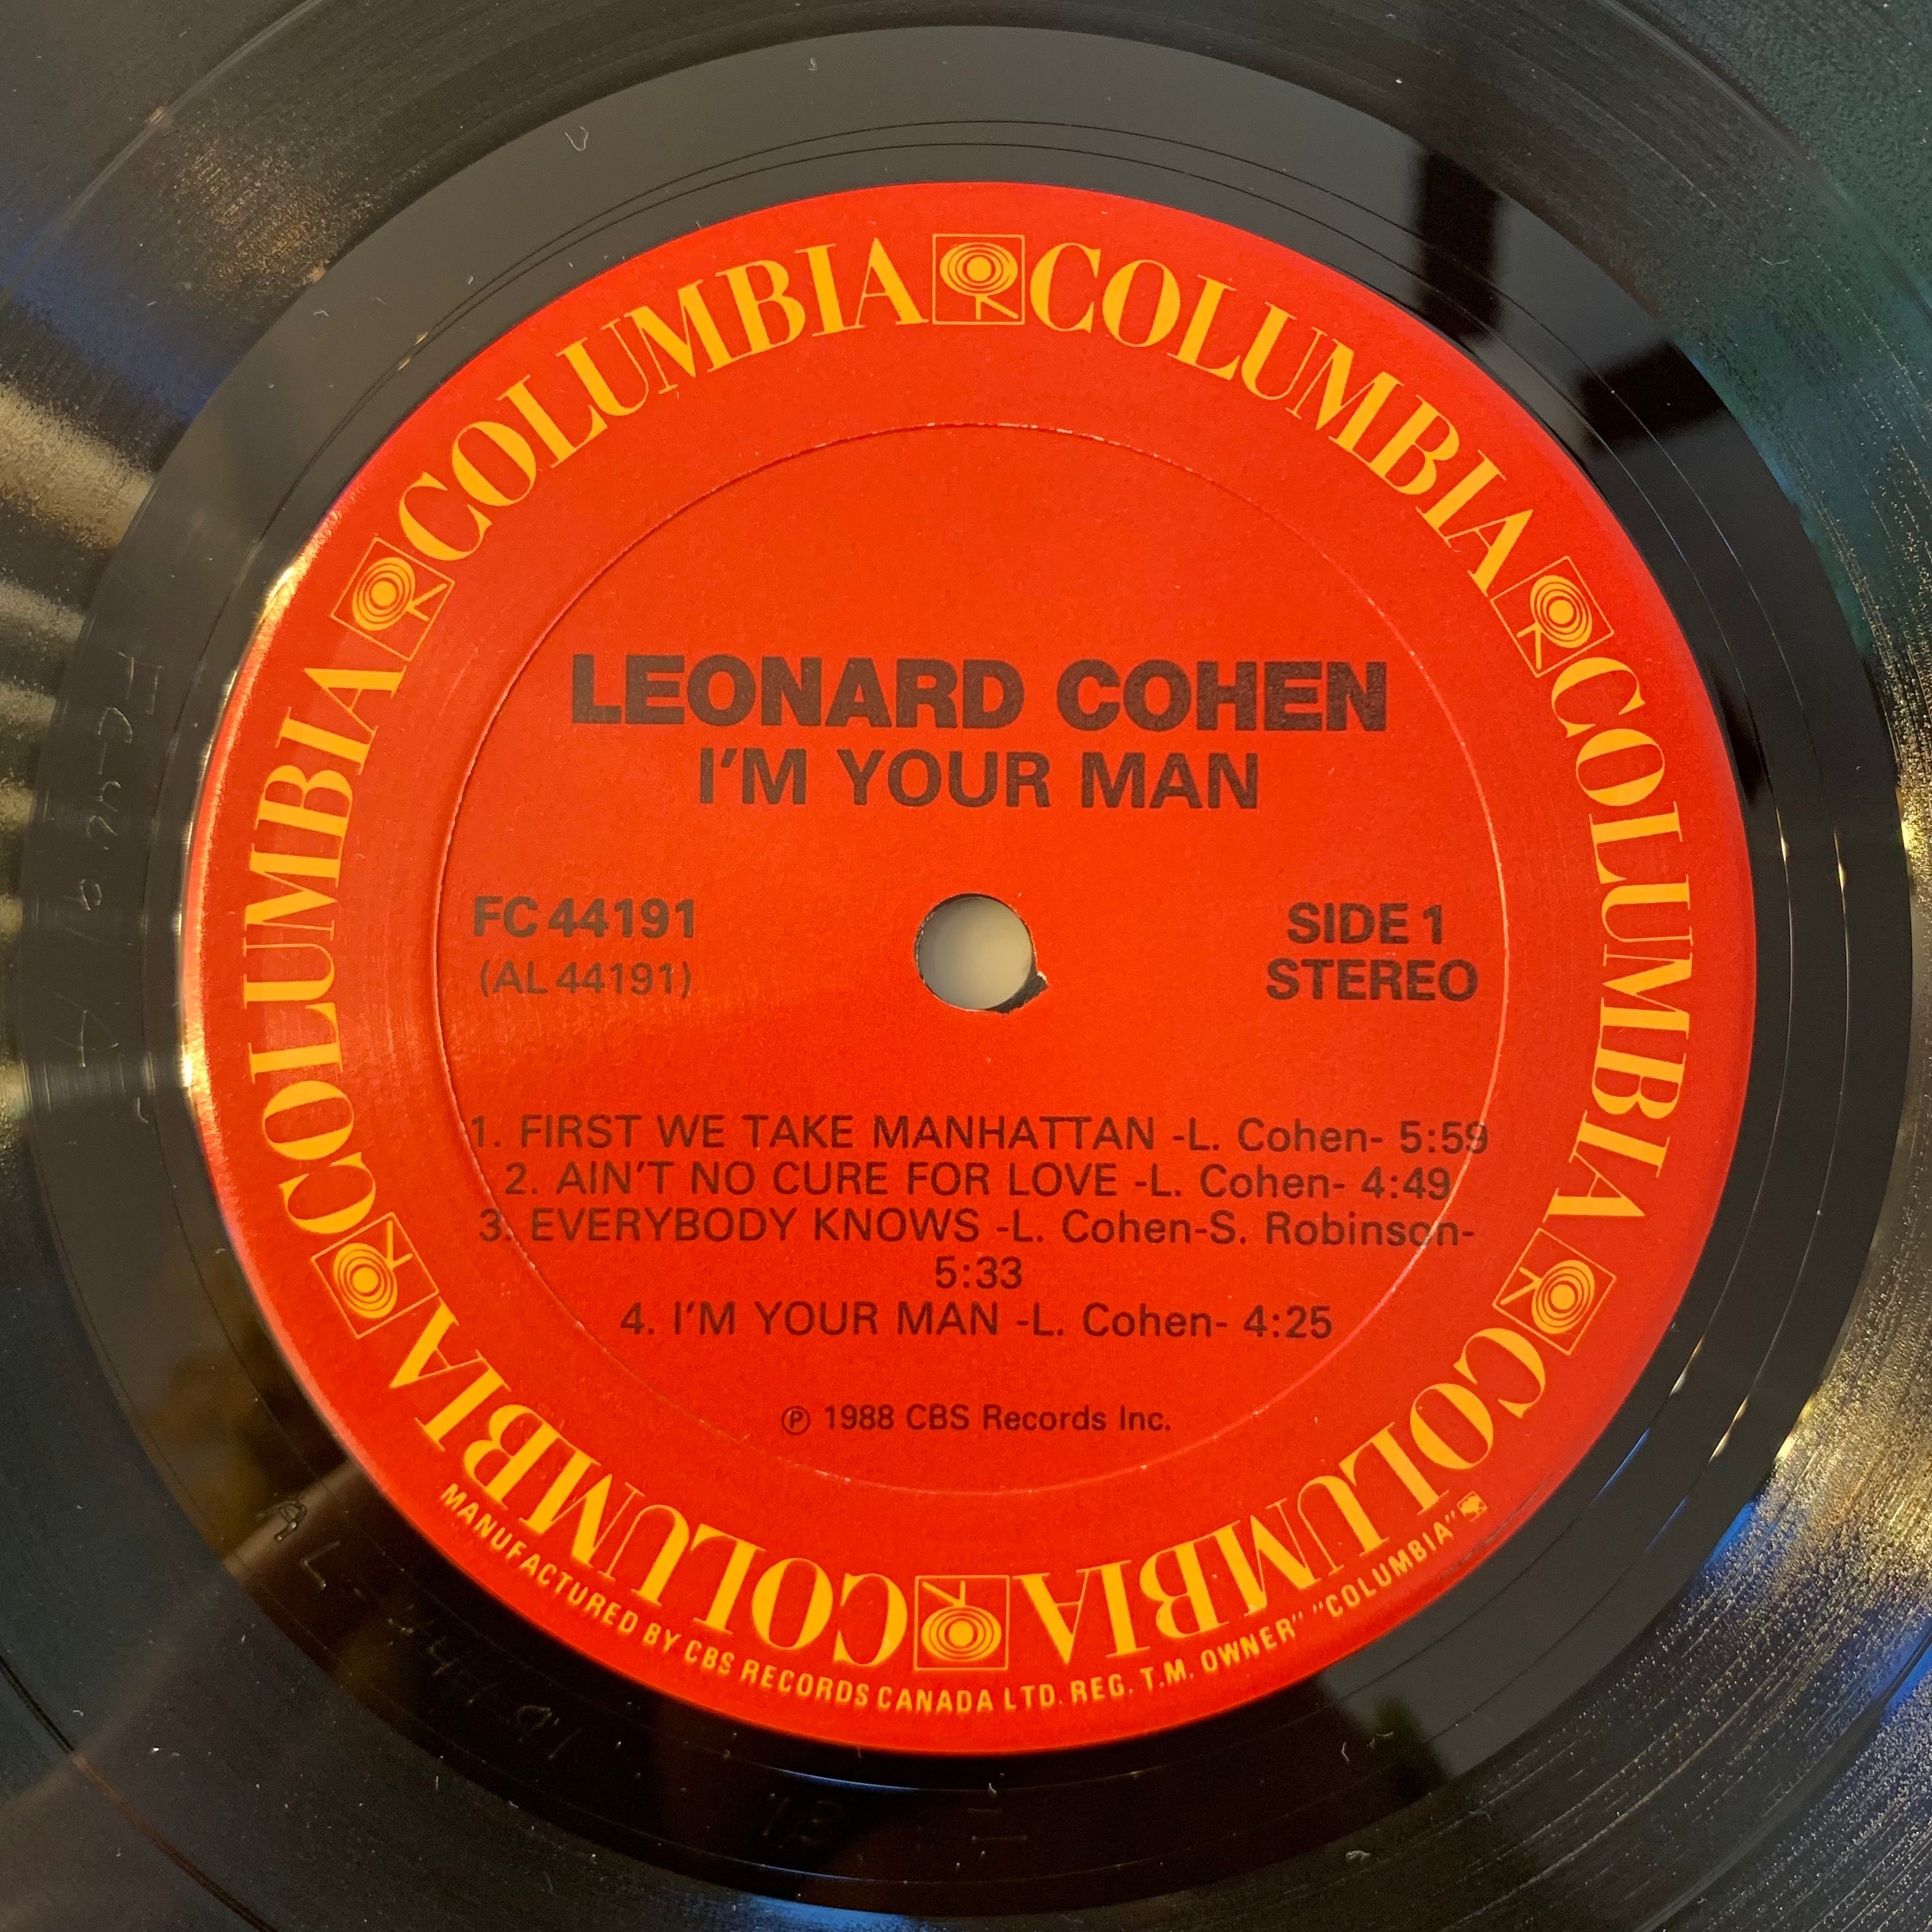 COLUMBIA COLUMBIA COLUMBIA COLUMBIA COLUMBIA COLUMBIA
LEONARD COHEN
I'M YOUR MAN
FC 44191
(AL 44191)
SIDE 1
STEREO
1. FIRST WE TAKE MANHATTAN -L. Cohen- 5:59
2. AIN'T NO CURE FOR LOVE -L. Cohen- 4:49
3. EVERYBODY KNOWS -L. Cohen-S. Robinson-
5:33
4. I'M YOUR MAN -L. Cohen- 4:25
℗ 1988 CBS Records Inc.
MANUFACTURED BY CBS RECORDS CANADA LTD. REG. T.M. OWNER" "COLUMBIA"